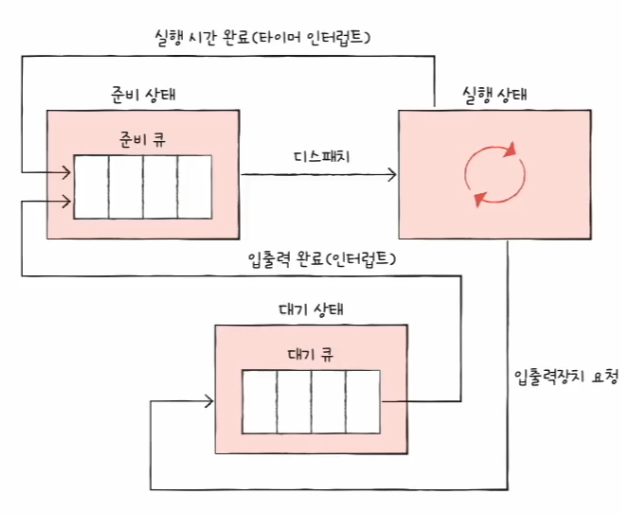 실행 시간 완료(타이머 인터럽트)
준비 상태
실행 상태
준비 큐
디스패치
입출력 완료(인터럽트)
대기 상태
대기 큐
입출력장치 요청